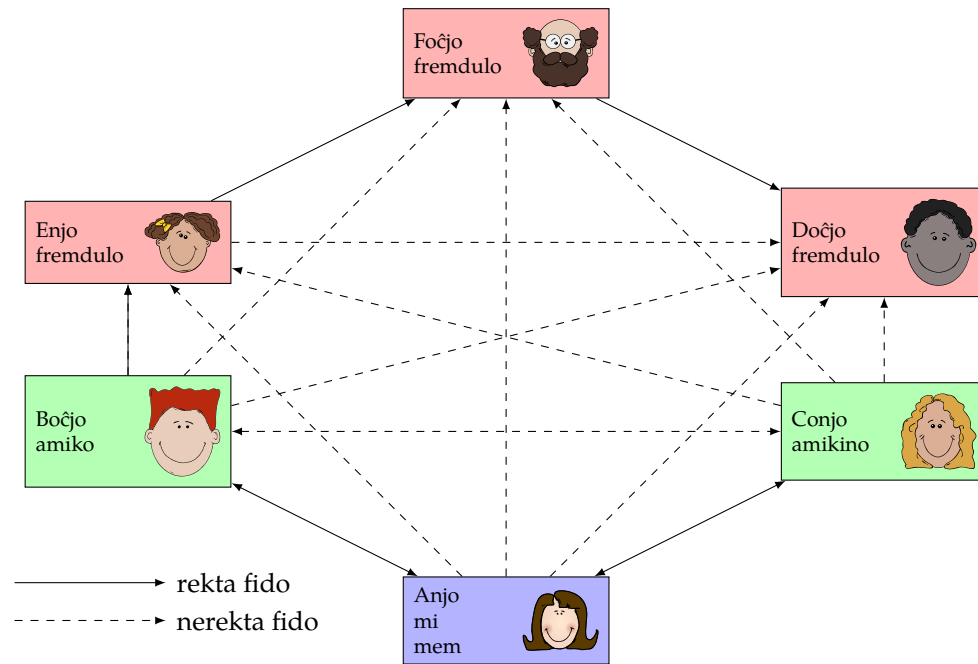 Foĉjo
fremdulo
Enjo
fremdulo
Doĉjo
fremdulo
Boĉjo
amiko
Conjo
amikino
Anjo
mi
mem
rekta fido
nerekta fido